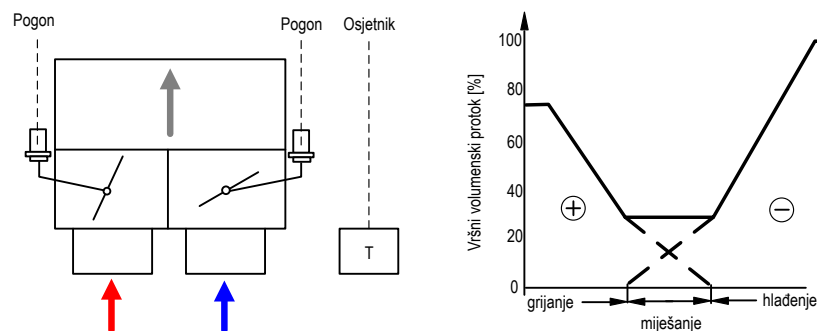 Pogon
Pogon
Osjetnik
T
Vršni volumenski protok [%]
100
80
60
40
20
0
+
−
grijanje
hlađenje
miješanje